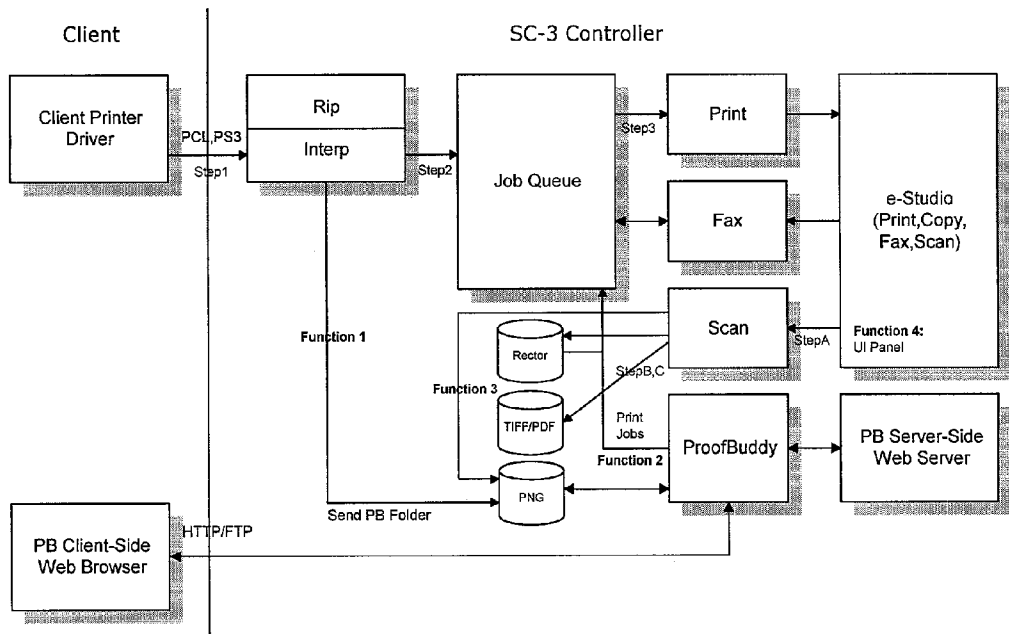 Client
SC-3 Controller
Client Printer
Driver
PCL,PS3
Step1
Rip
Interp
Step2
Job Queue
Step3
Print
Fax
e-Studio
(Print,Copy,
Fax,Scan)
Function 4:
UI Panel
Scan
StepA
Function 1
Rector
StepB,C
Function 3
TIFF/PDF
Print
Jobs
Function 2
ProofBuddy
PB Server-Side
Web Server
PNG
Send PB Folder
HTTP/FTP
PB Client-Side
Web Browser